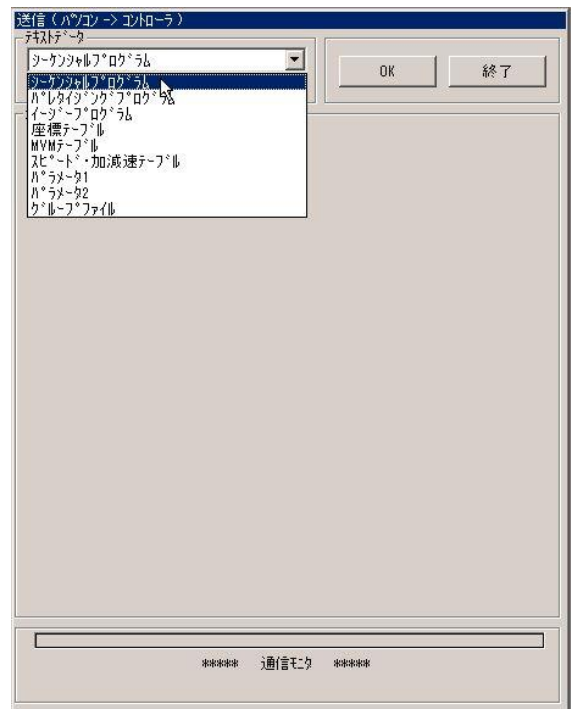 送信 ( ﾊﾟｿｺﾝ -> ｺﾝﾄﾛｰﾗ )
ﾃｷｽﾄﾃﾞｰﾀ
ｼｰｹﾝｼｬﾙﾌﾟﾛｸﾞﾗﾑ
OK
終了
ｼｰｹﾝｼｬﾙﾌﾟﾛｸﾞﾗﾑ
ﾊﾟﾚﾀｲｼﾞﾝｸﾞﾌﾟﾛｸﾞﾗﾑ
ｲｰｼﾞｰﾌﾟﾛｸﾞﾗﾑ
座標ﾃｰﾌﾞﾙ
MVMﾃｰﾌﾞﾙ
ｽﾋﾟｰﾄﾞ・加減速ﾃｰﾌﾞﾙ
ﾊﾟﾗﾒｰﾀ1
ﾊﾟﾗﾒｰﾀ2
ｸﾞﾙｰﾌﾟﾌｧｲﾙ
***** 通信ﾓﾆﾀ *****